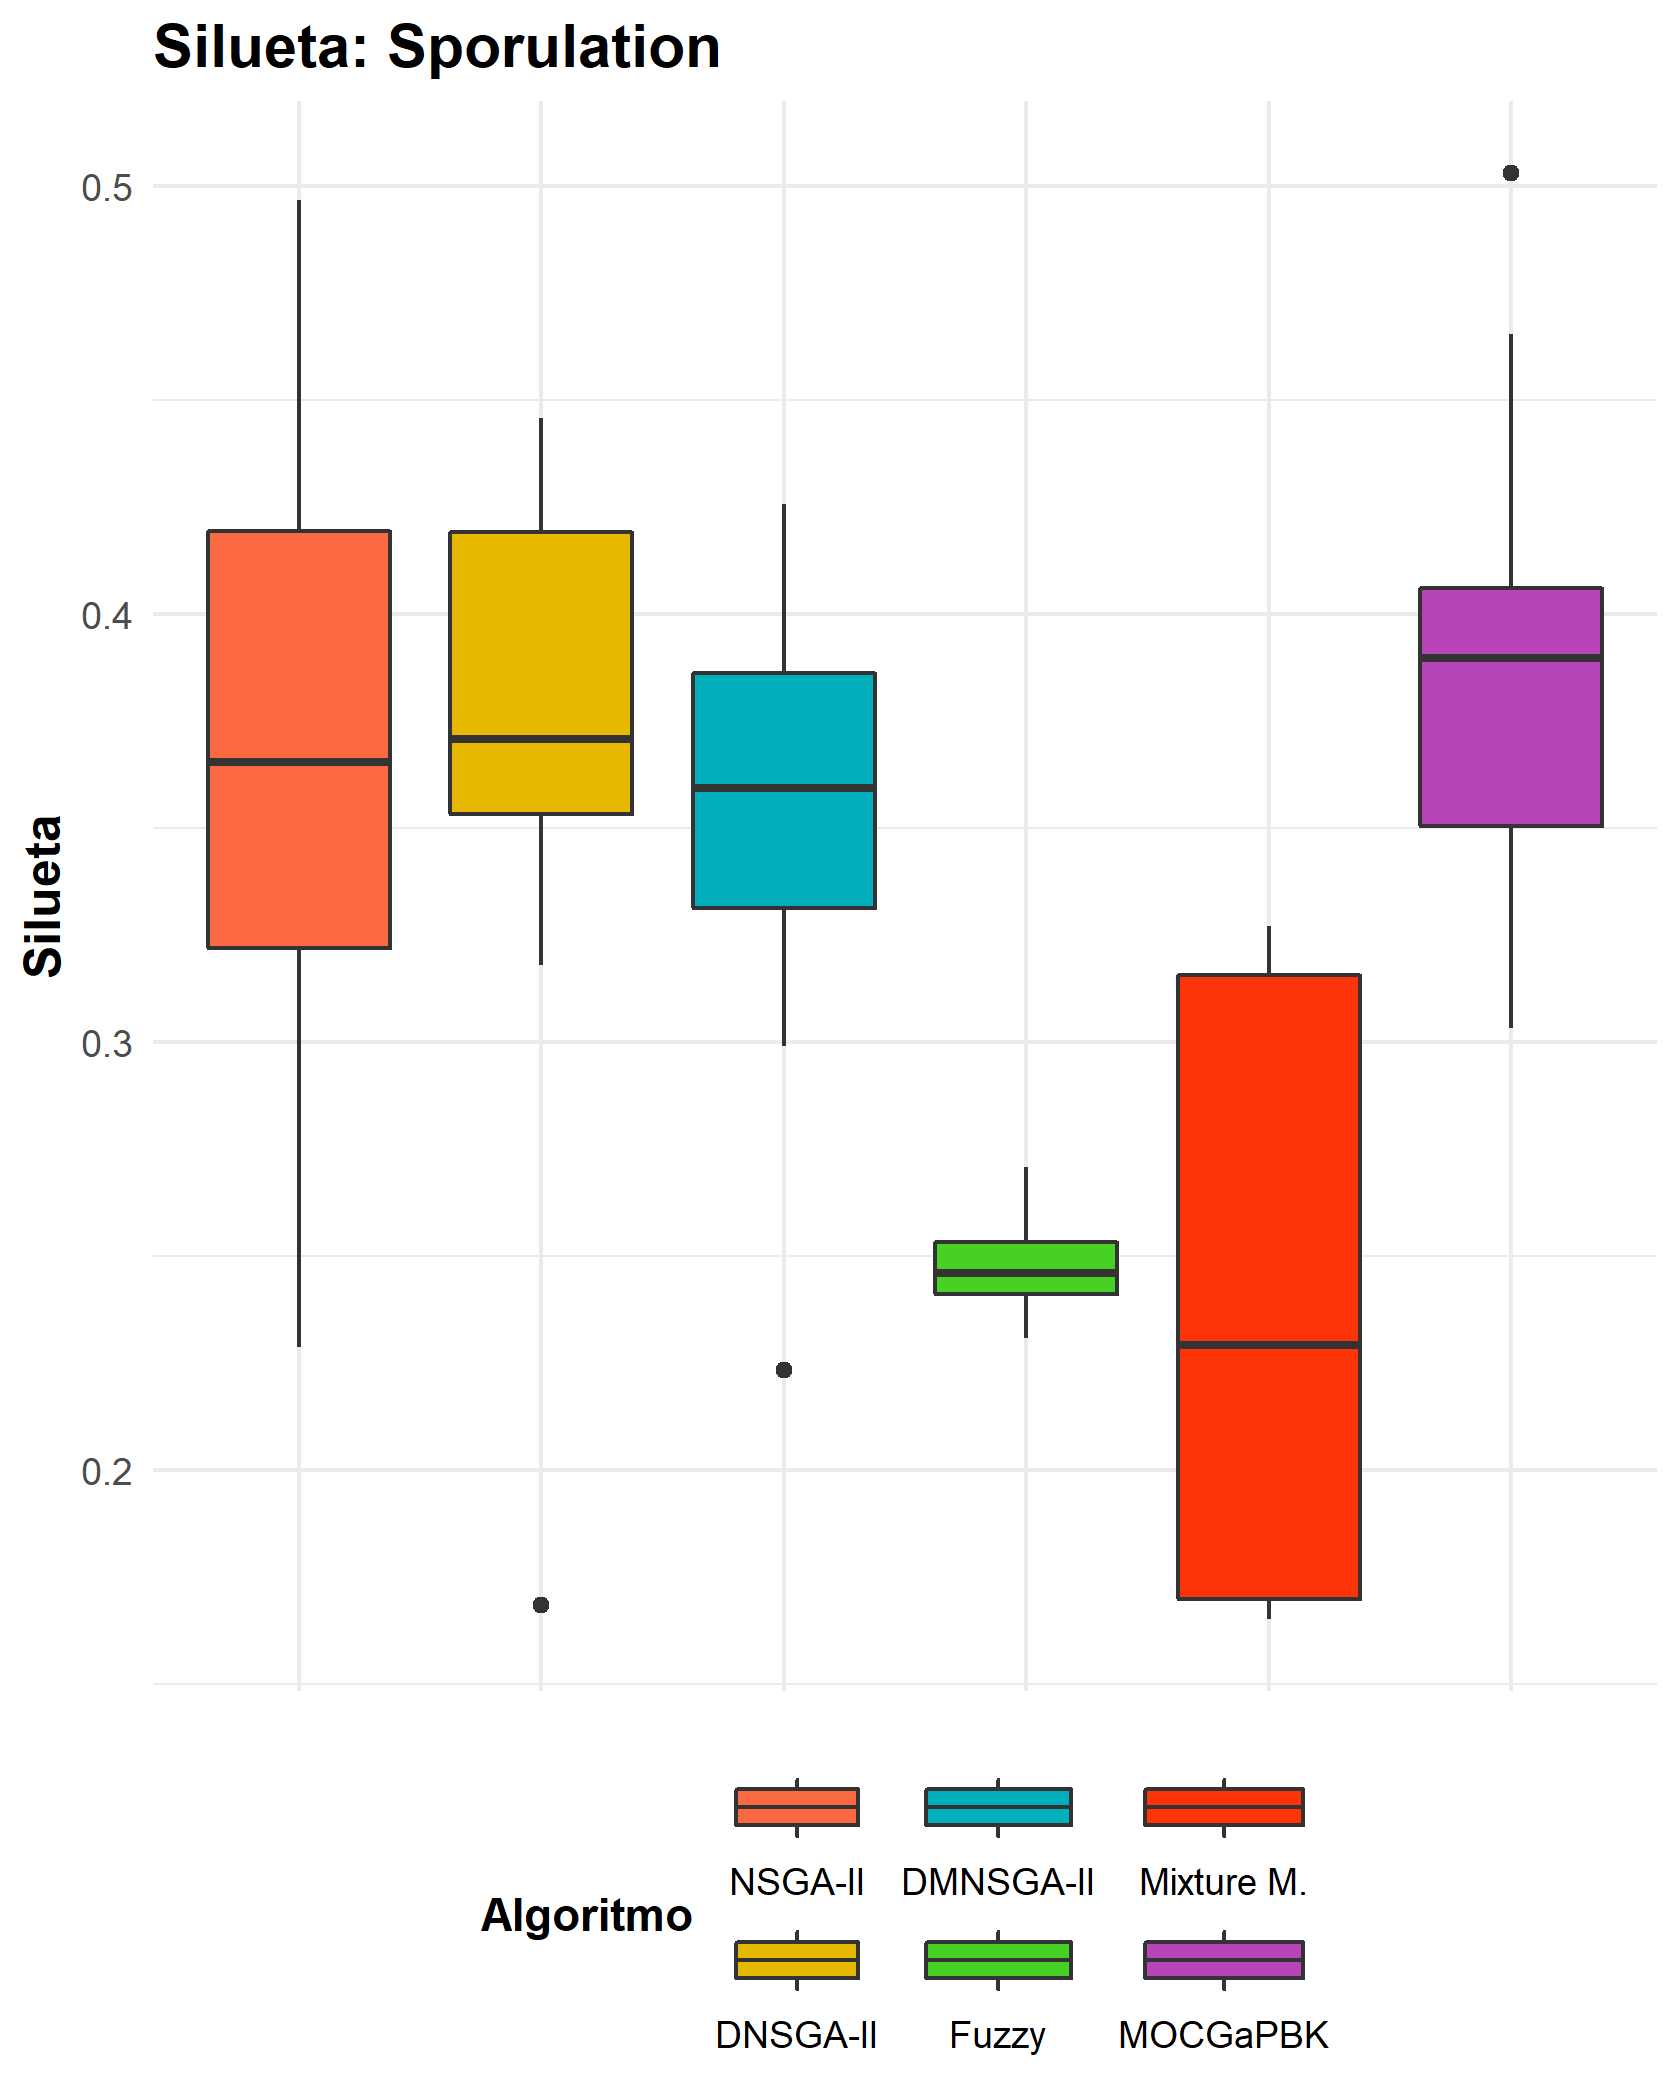 Silueta: Sporulation
0.5
0.4
0.3
0.2
Silueta
Algoritmo
NSGA-II
DMNSGA-II
Mixture M.
DNSGA-II
Fuzzy
MOCGaPBK